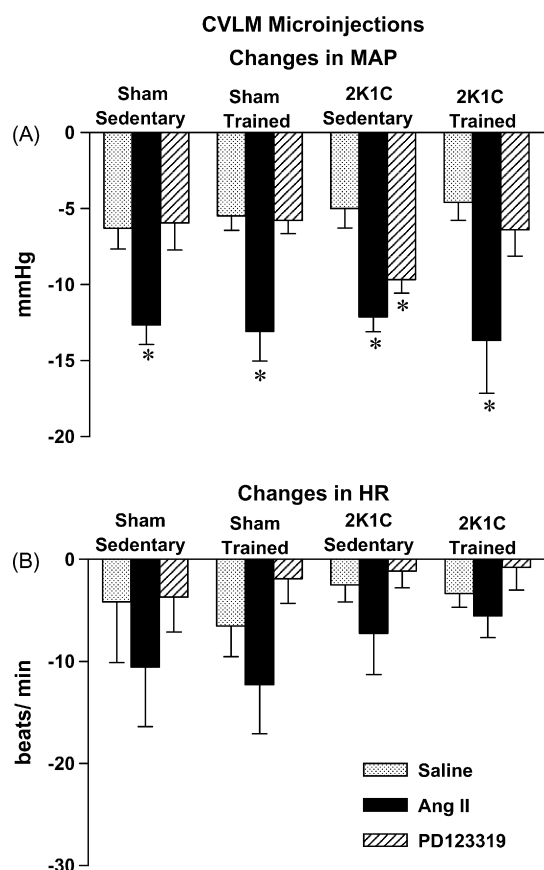 CVLM Microinjections
Changes in MAP
Sham Sedentary
Sham Trained
2K1C Sedentary
2K1C Trained
(A)
0
-5
-10
-15
-20
mmHg
*
*
*
*
*
Changes in HR
Sham Sedentary
Sham Trained
2K1C Sedentary
2K1C Trained
(B)
0
-10
-20
-30
beats/ min
Saline
Ang II
PD123319